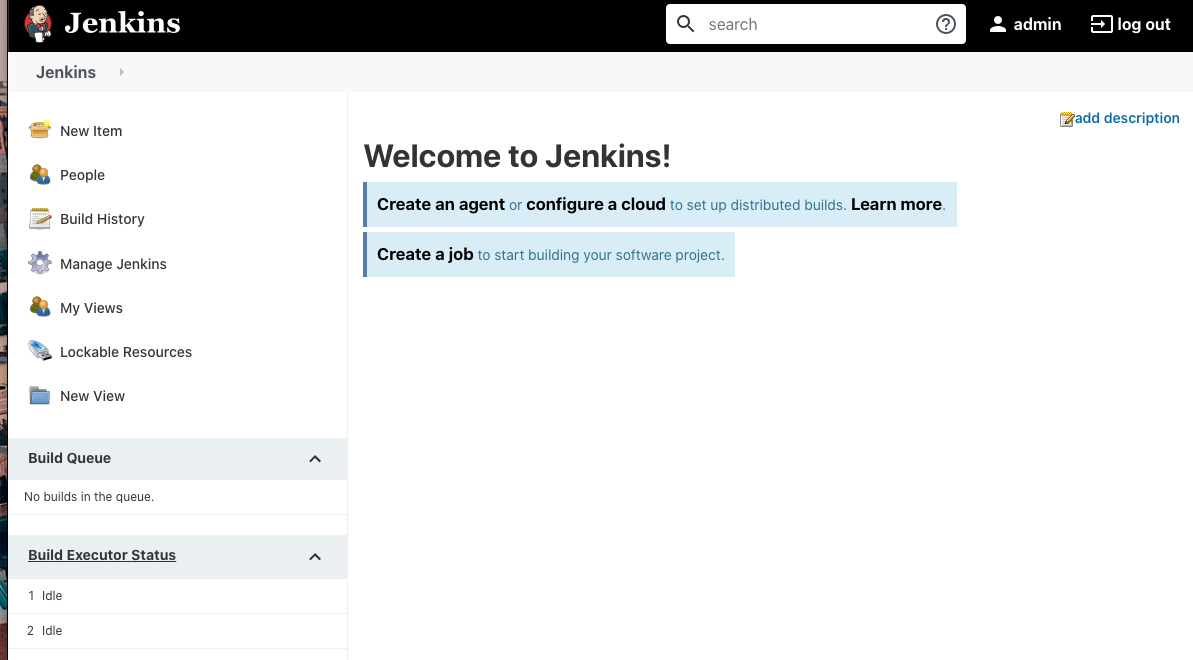 Jenkins
search
admin
log out
Jenkins
New Item
People
Build History
Manage Jenkins
My Views
Lockable Resources
New View
Build Queue
No builds in the queue.
Build Executor Status
1 Idle
2 Idle
add description
Welcome to Jenkins!
Create an agent or configure a cloud to set up distributed builds. Learn more.
Create a job to start building your software project.